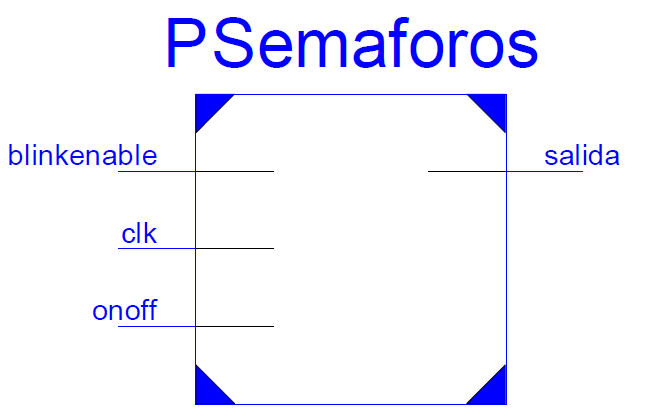 PSemaforos
blinkenable
salida
clk
onoff